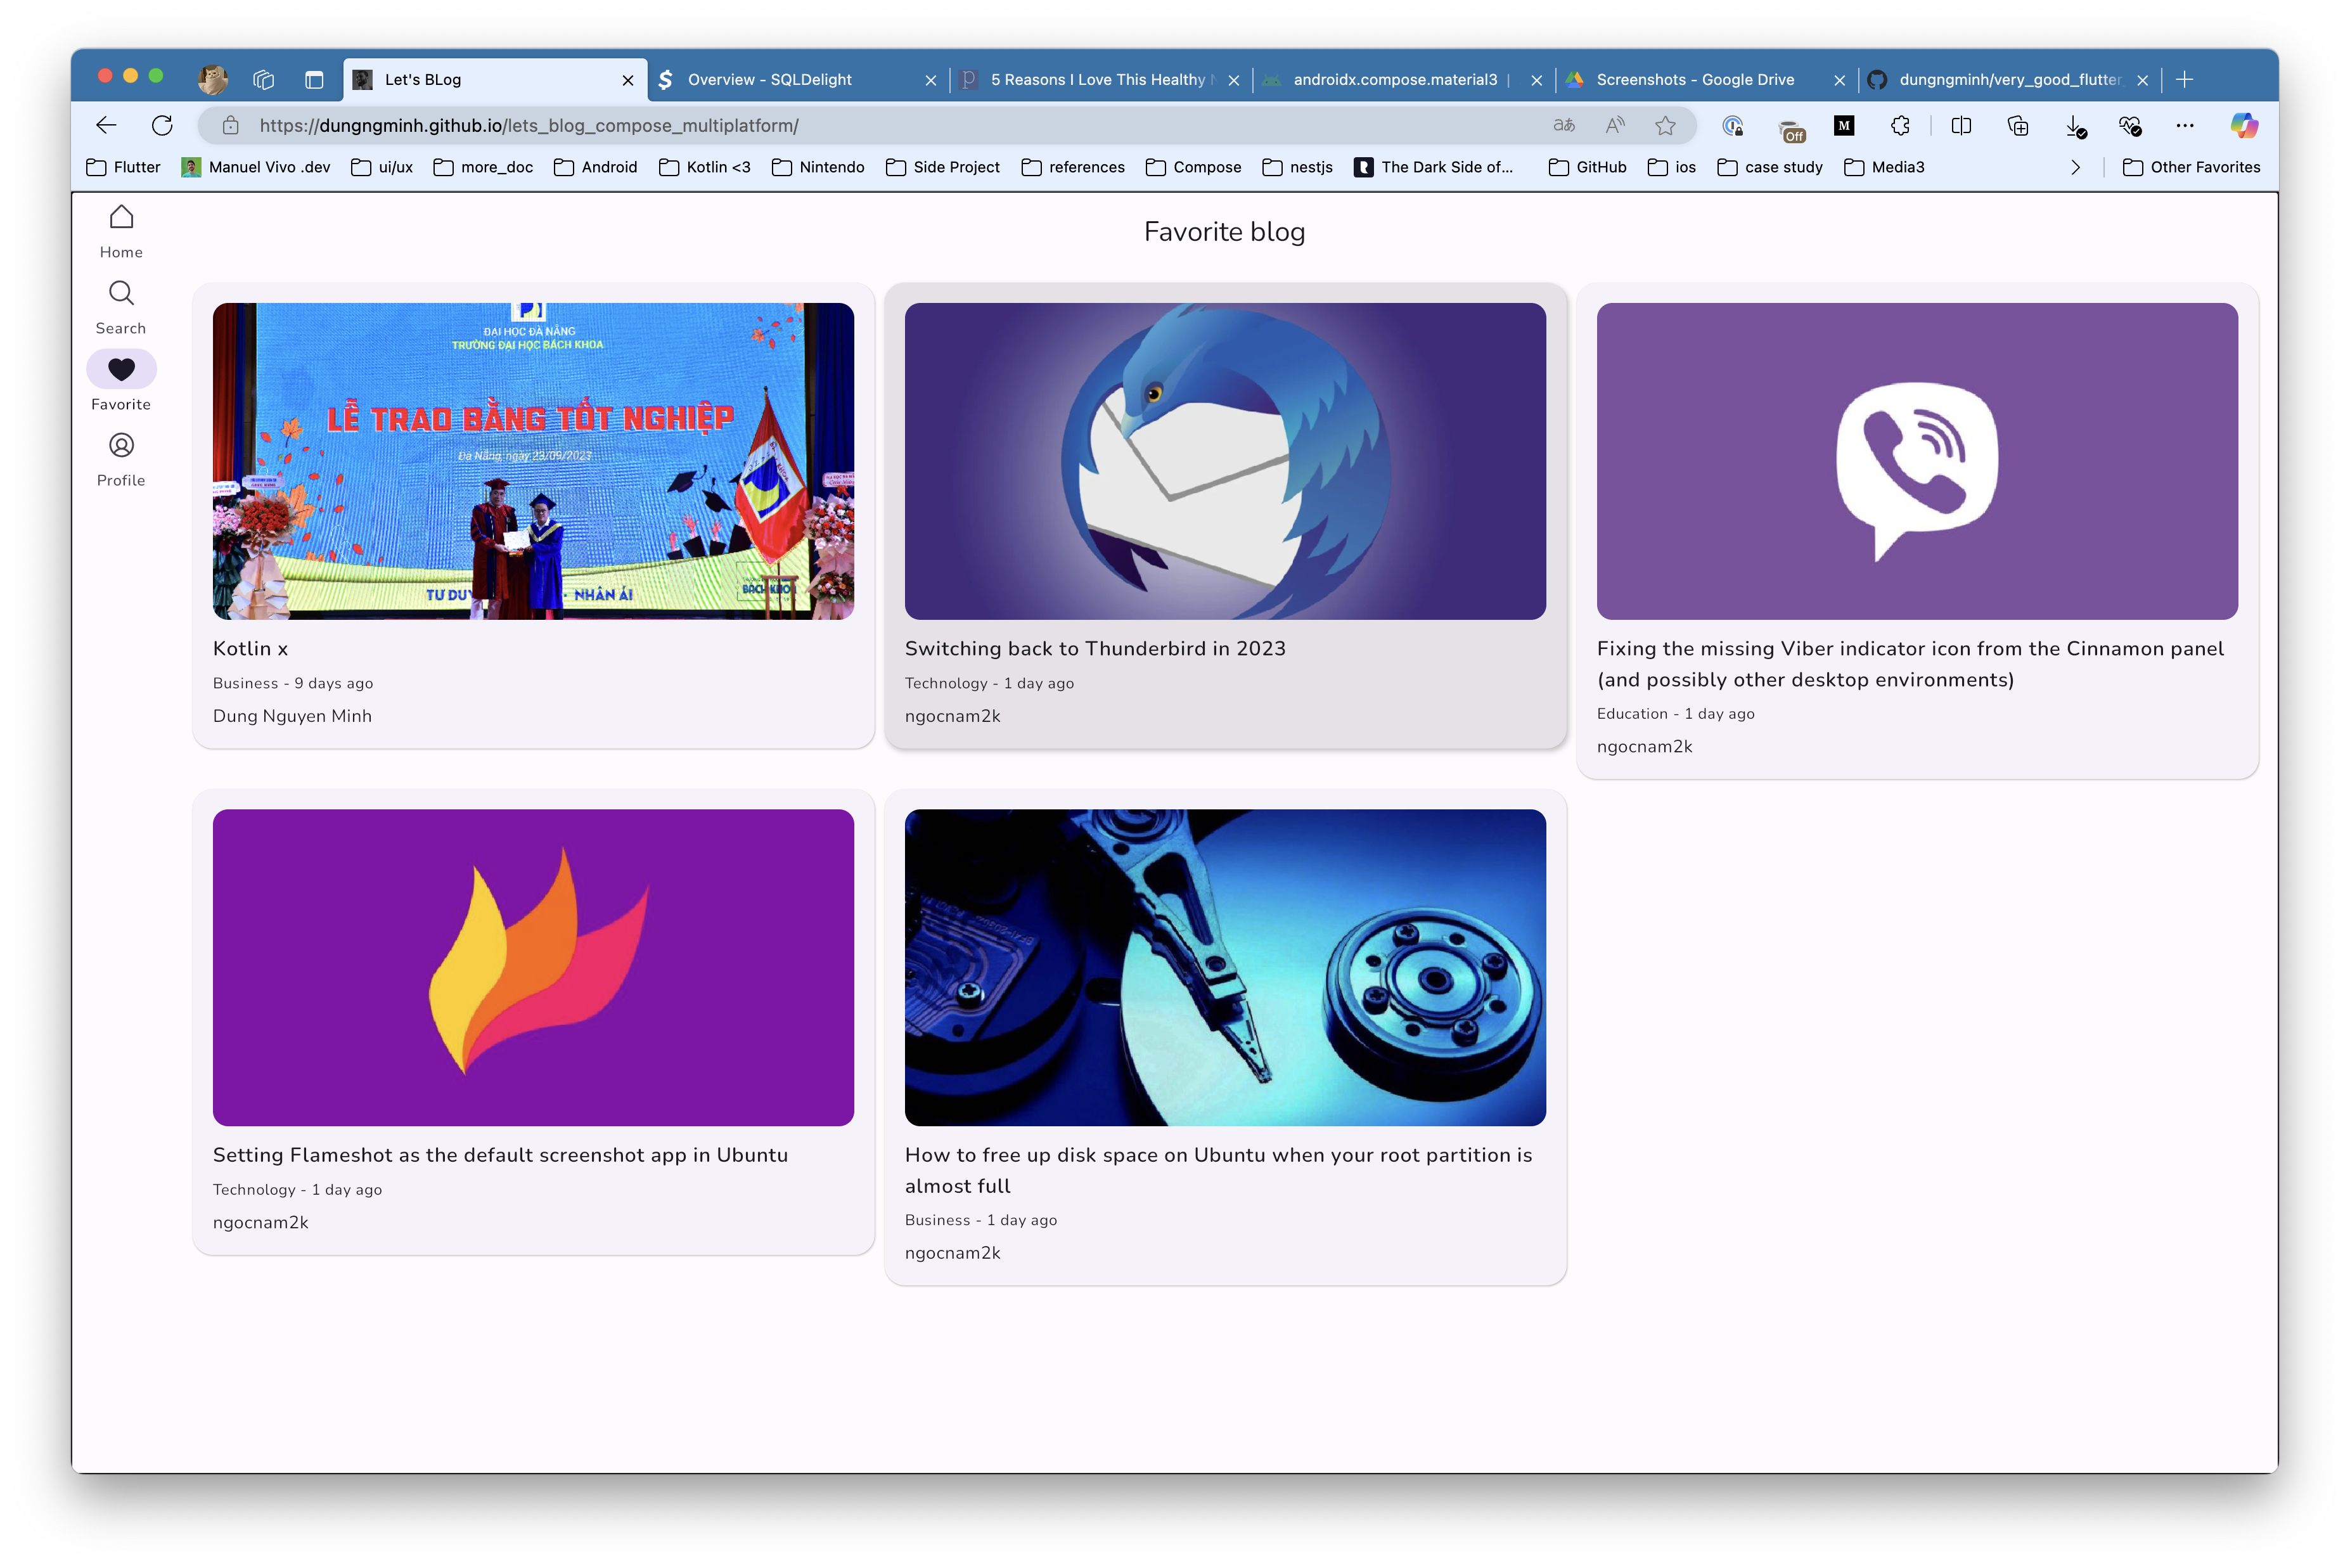 Let's BLog
Overview - SQLDelight
5 Reasons I Love This Healthy
androidx.compose.material3
Screenshots - Google Drive
dungngminh/very_good_flutter
https://dungngminh.github.io/lets_blog_compose_multiplatform/
aあ
A
Off
M
Flutter
Manuel Vivo .dev
ui/ux
more_doc
Android
Kotlin <3
Nintendo
Side Project
references
Compose
nestjs
The Dark Side of...
GitHub
ios
case study
Media3
Other Favorites
Home
Search
Favorite
Profile
Favorite blog
ĐẠI HỌC ĐÀ NẴNG
TRƯỜNG ĐẠI HỌC BÁCH KHOA
LỄ TRAO BẰNG TỐT NGHIỆP
Đà Nẵng, ngày 23/09/2023
TƯ DUY
· NHÂN ÁI
BÁCH KHOA
Kotlin x
Business - 9 days ago
Dung Nguyen Minh
Switching back to Thunderbird in 2023
Technology - 1 day ago
ngocnam2k
Fixing the missing Viber indicator icon from the Cinnamon panel
(and possibly other desktop environments)
Education - 1 day ago
ngocnam2k
Setting Flameshot as the default screenshot app in Ubuntu
Technology - 1 day ago
ngocnam2k
How to free up disk space on Ubuntu when your root partition is
almost full
Business - 1 day ago
ngocnam2k